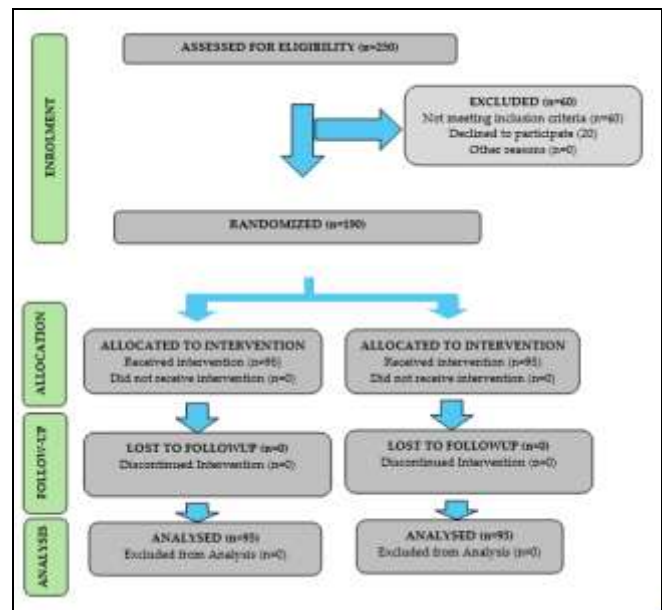 ASSESSED FOR ELIGIBILITY (n=250)
EXCLUDED (n=60)
Not meeting inclusion criteria (n=60)
Declined to participate (20)
Other reasons (n=0)
ENROLMENT
RANDOMIZED (n=190)
ALLOCATION
ALLOCATED TO INTERVENTION
Received intervention (n=95)
Did not receive intervention (n=0)
ALLOCATED TO INTERVENTION
Received intervention (n=95)
Did not receive intervention (n=0)
FOLLOW-UP
LOST TO FOLLOWUP (n=0)
Discontinued Intervention (n=0)
LOST TO FOLLOWUP (n=0)
Discontinued Intervention (n=0)
ANALYSIS
ANALYSED (n=95)
Excluded from Analysis (n=0)
ANALYSED (n=95)
Excluded from Analysis (n=0)